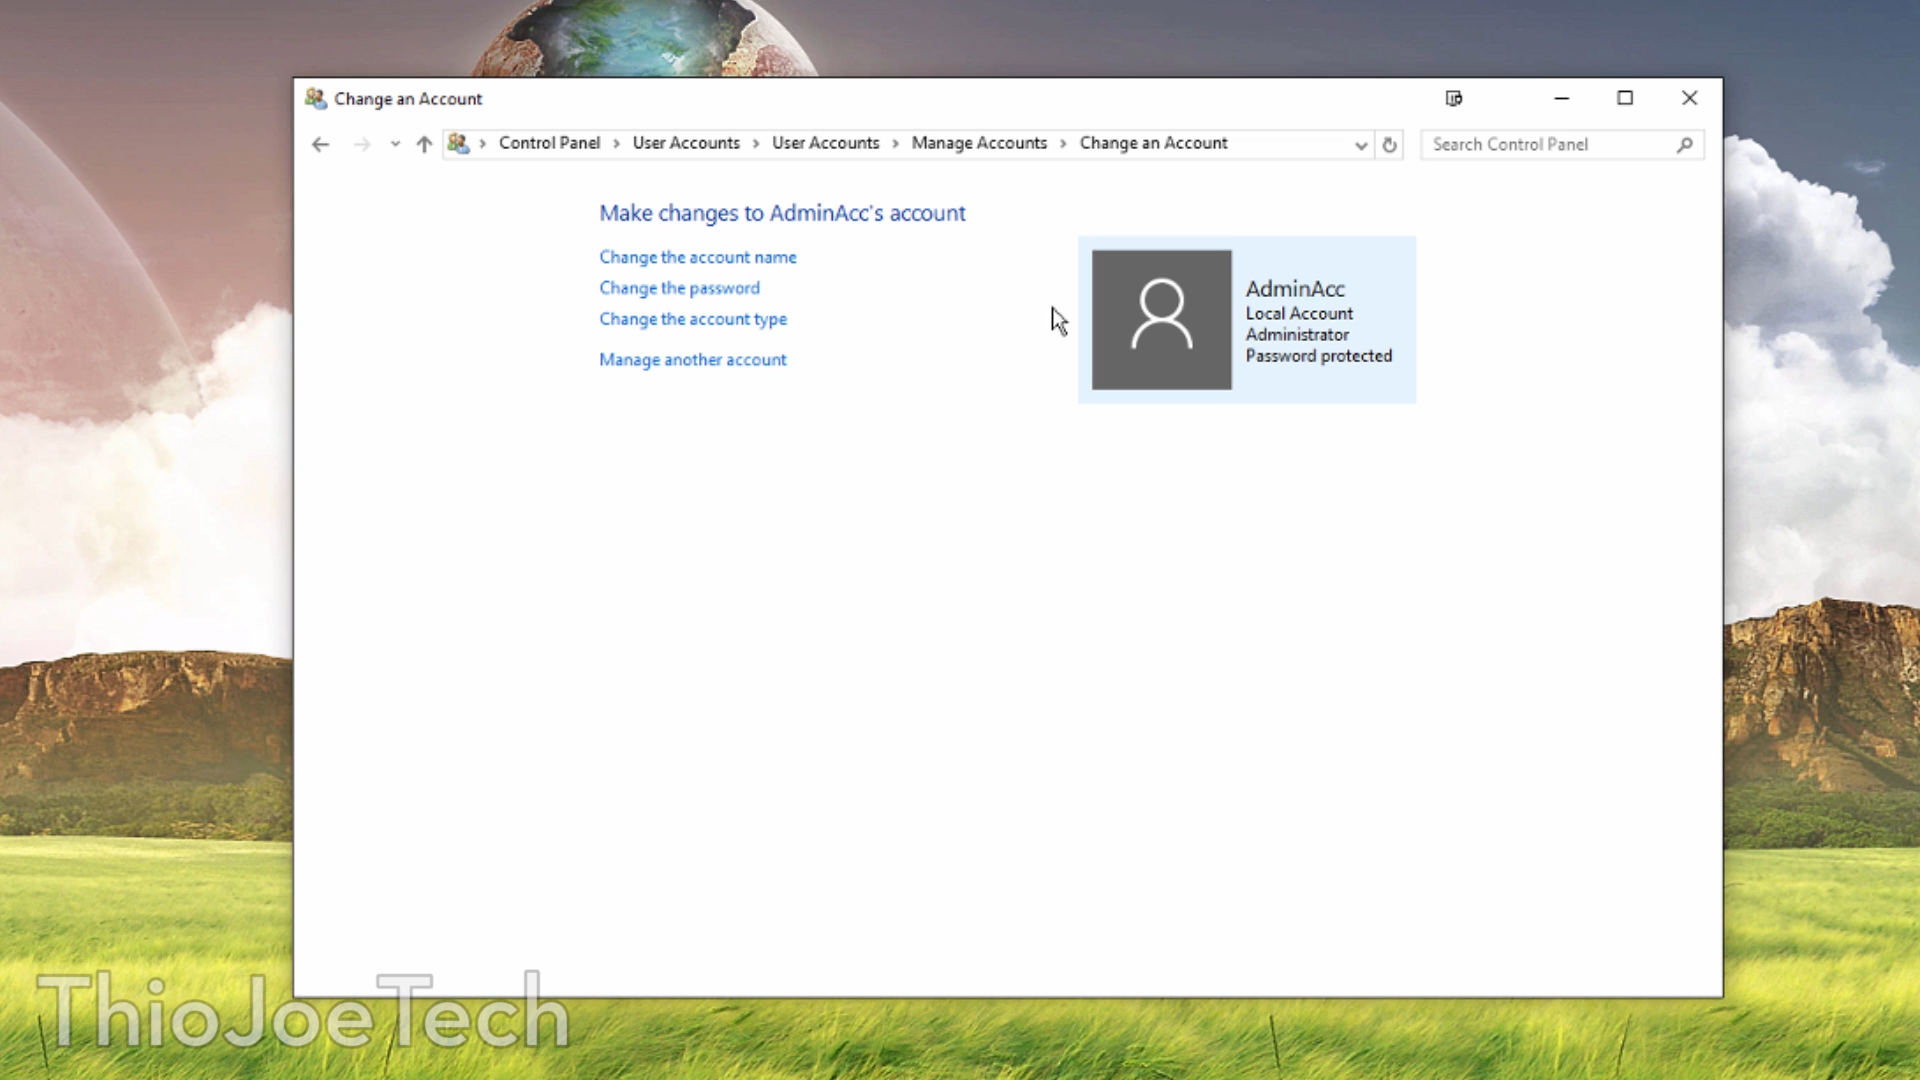 Change an Account
Control Panel > User Accounts > User Accounts > Manage Accounts > Change an Account
Search Control Panel
Make changes to AdminAcc's account
Change the account name
Change the password
Change the account type
Manage another account
AdminAcc
Local Account
Administrator
Password protected
ThioJoeTech